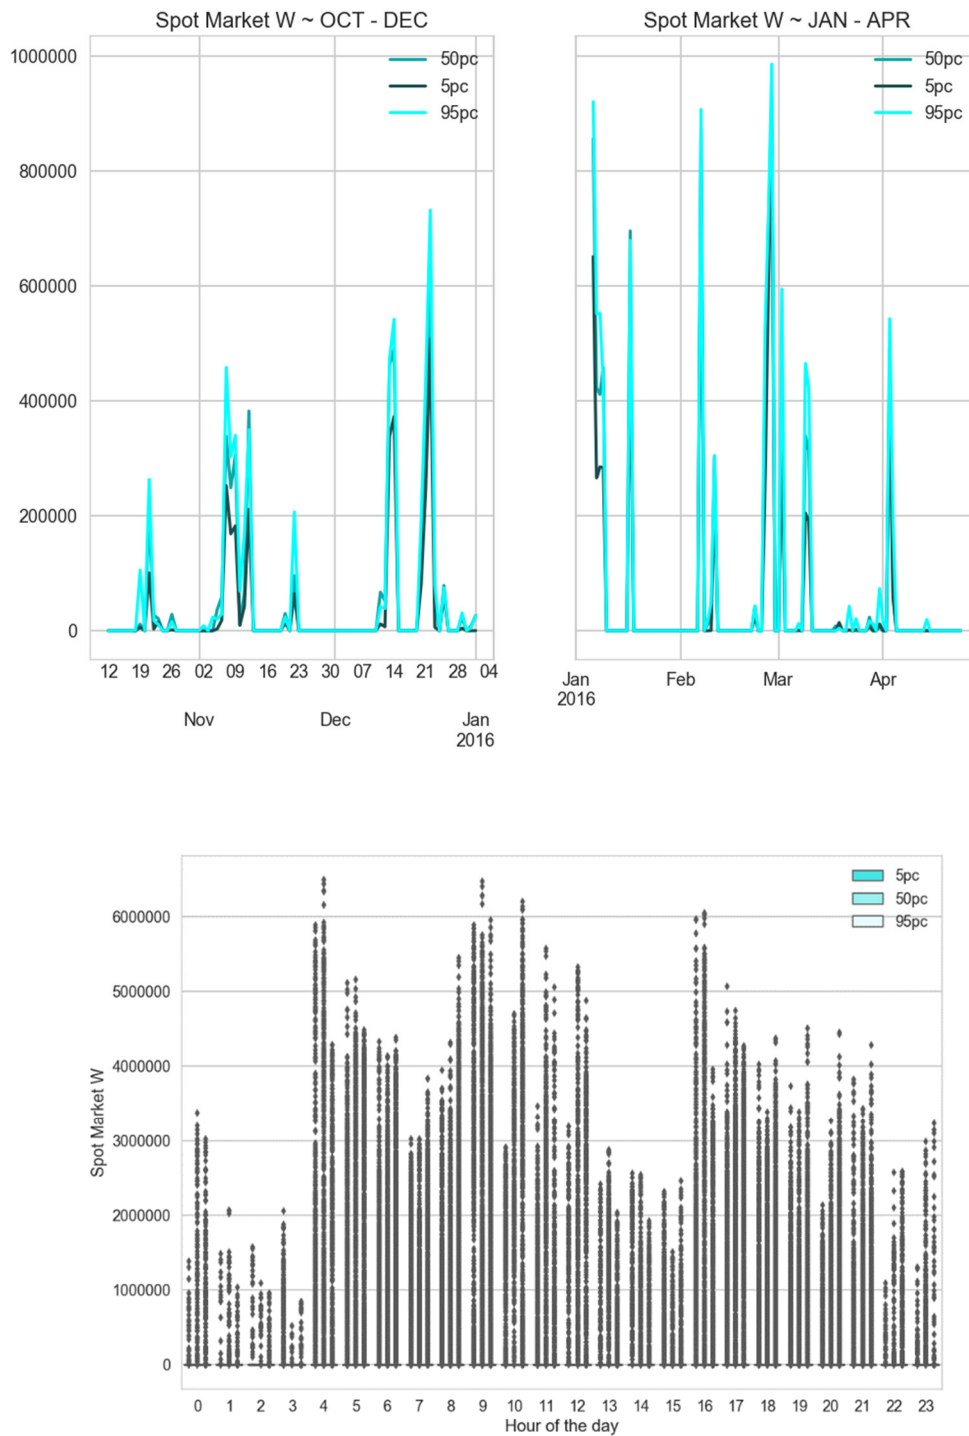 Spot Market W ~ OCT - DEC
1000000
800000
600000
400000
200000
0
50pc
5pc
95pc
12 19 26 02 09 16 23 30 07 14 21 28 04
Nov Dec Jan
2016
Spot Market W ~ JAN - APR
50pc
5pc
95pc
Jan Feb Mar Apr
2016
Spot Market W
6000000
5000000
4000000
3000000
2000000
1000000
0
5pc
50pc
95pc
0 1 2 3 4 5 6 7 8 9 10 11 12 13 14 15 16 17 18 19 20 21 22 23
Hour of the day